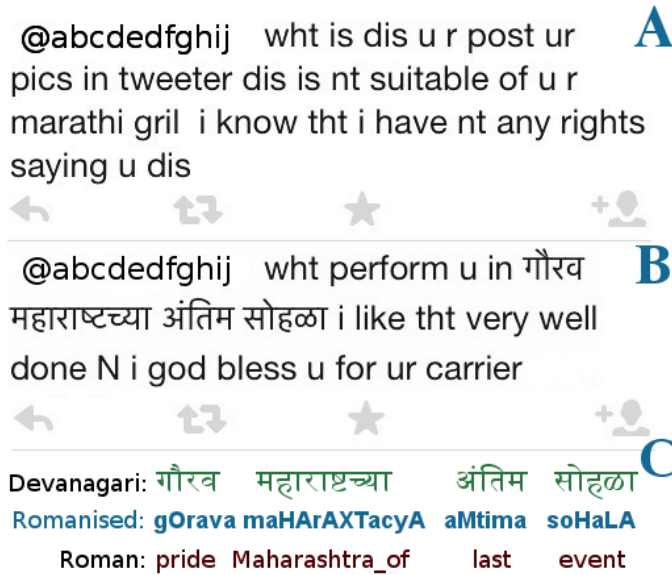 @abcdedfghij wht is dis u r post ur A
pics in tweeter dis is nt suitable of u r
marathi gril i know tht i have nt any rights
saying u dis
@abcdedfghij wht perform u in गौरव B
महाराष्टच्या अंतिम सोहळा i like tht very well
done N i god bless u for ur carrier
C
Devanagari: गौरव महाराष्टच्या अंतिम सोहळा
Romanised: gOrava maHArAXTacyA aMtima soHaLA
Roman: pride Maharashtra_of last event